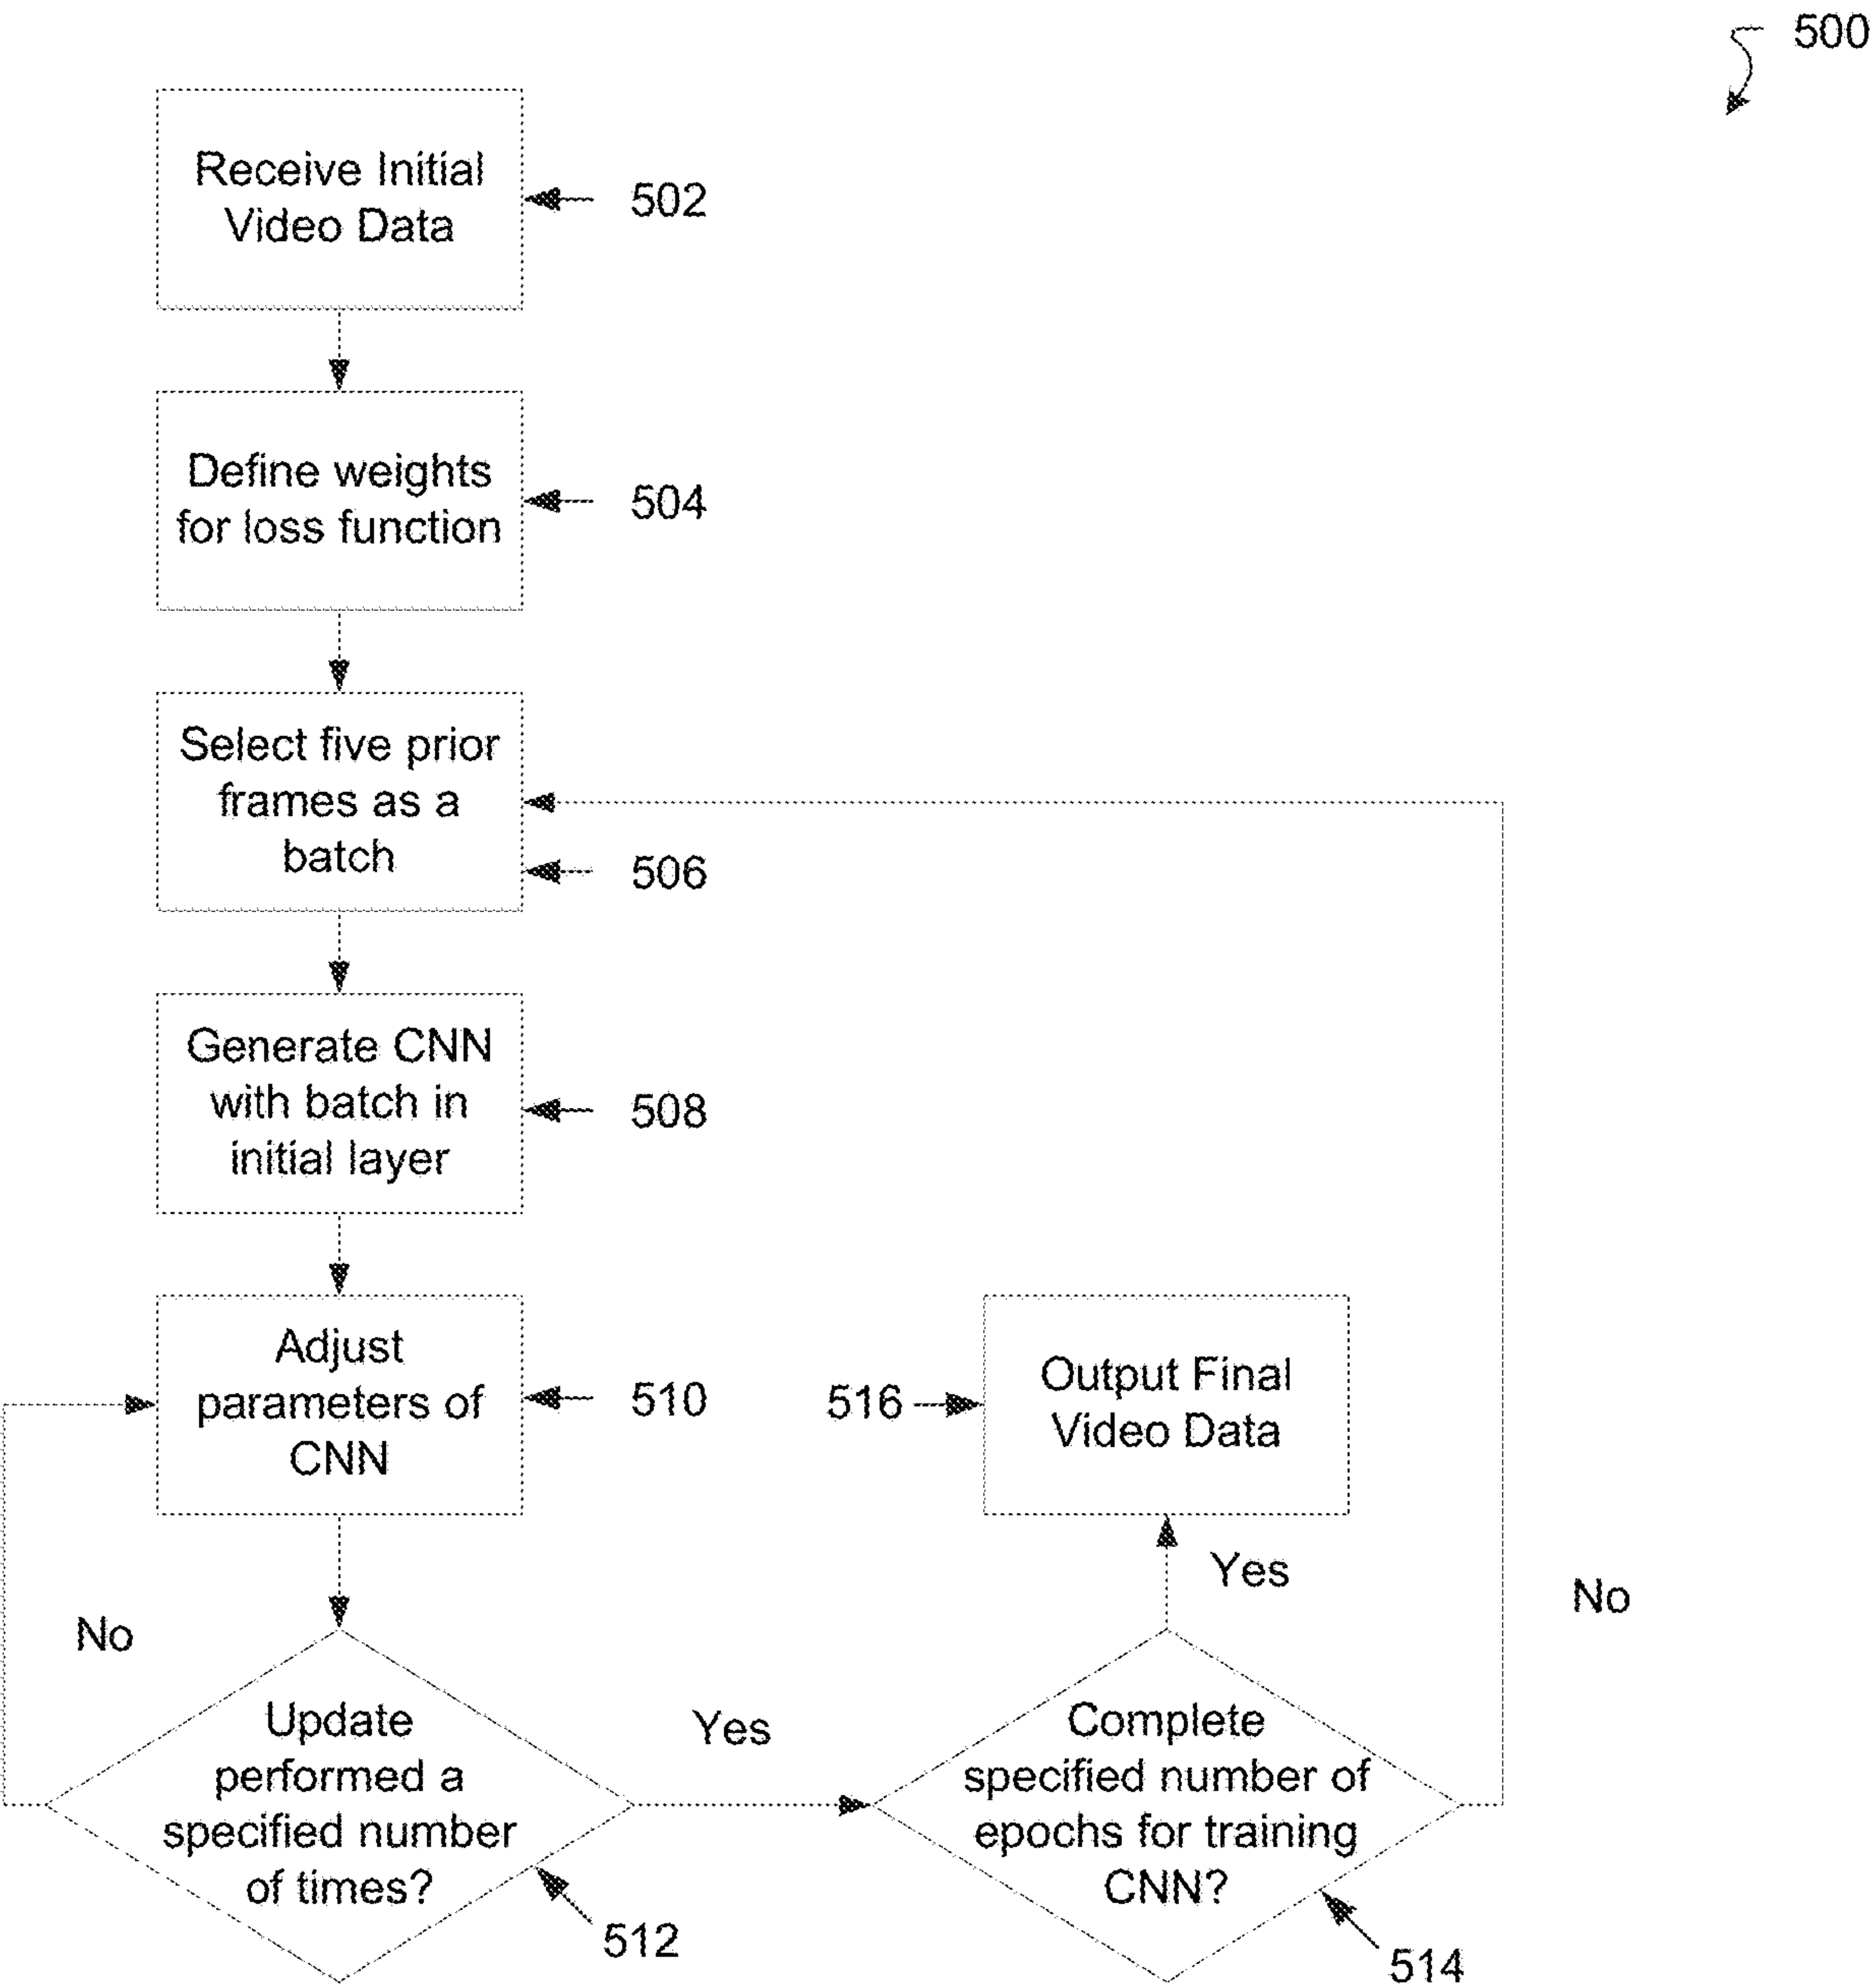 500
Receive Initial
Video Data
502
Define weights
for loss function
504
Select five prior
frames as a
batch
506
Generate CNN
with batch in
initial layer
508
Adjust
parameters of
CNN
510
516
Output Final
Video Data
Yes
No
No
Update
performed a
specified number
of times?
512
Yes
Complete
specified number of
epochs for training
CNN?
514